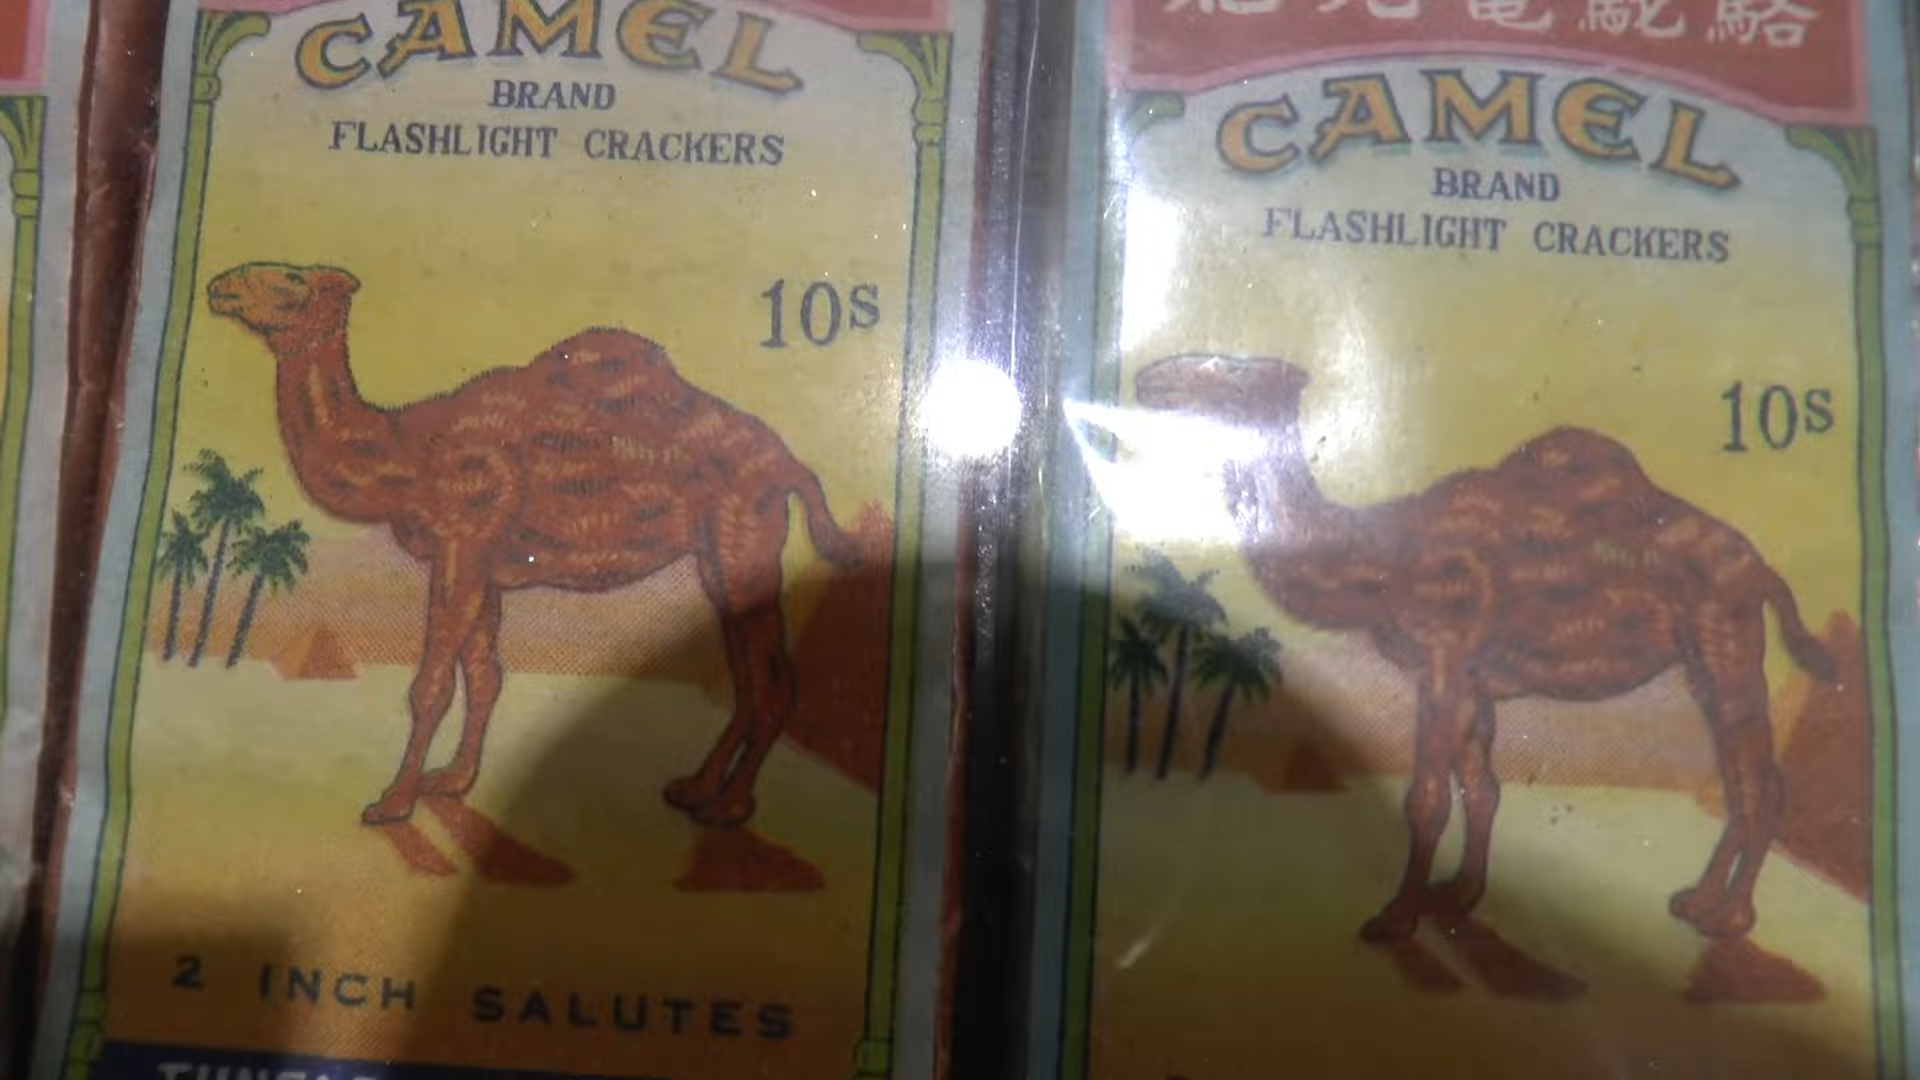 CAMEL
BRAND
FLASHLIGHT CRACKERS
10s
2 INCH SALUTES
炮光電駝駱
CAMEL
BRAND
FLASHLIGHT CRACKERS
10s